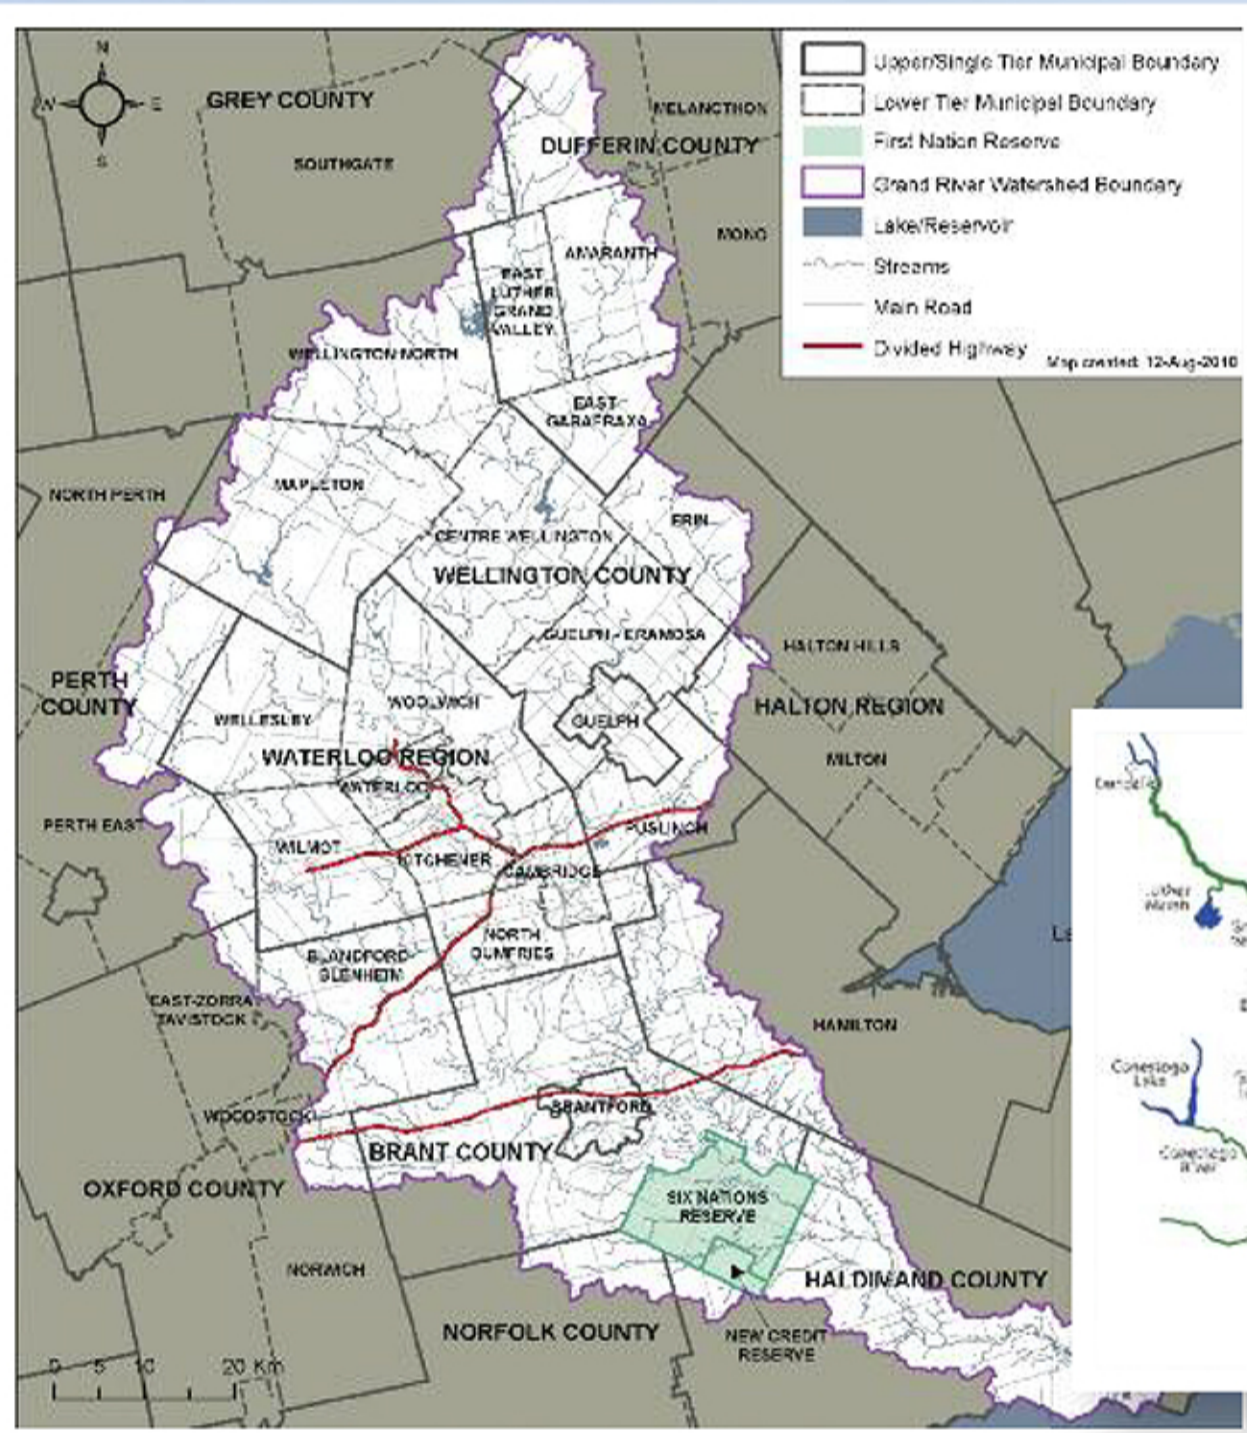 N
W
E
S
GREY COUNTY
SOUTHGATE
MELANCTHON
DUFFERIN COUNTY
MONO
AMARANTH
EAST
LUTHER
GRAND
VALLEY
WELLINGTON NORTH
EAST
GARAFRAXA
Upper/Single Tier Municipal Boundary
Lower Tier Municipal Boundary
First Nation Reserve
Grand River Watershed Boundary
Lake/Reservoir
Streams
Main Road
Divided Highway
Map created: 12-Aug-2010
NORTH PERTH
MAPLETON
CENTRE WELLINGTON
ERIN
WELLINGTON COUNTY
GUELPH - ERAMOSA
HALTON HILLS
PERTH
COUNTY
WOOLWICH
WELLESLEY
GUELPH
HALTON REGION
WATERLOO REGION
WATERLOO
MILTON
PERTH EAST
WILMOT
KITCHENER
PUSLINCH
CAMBRIDGE
NORTH
DUMFRIES
BLANDFORD-
BLENHEIM
EAST-ZORRA
TAVISTOCK
HAMILTON
WOODSTOCK
BRANTFORD
BRANT COUNTY
OXFORD COUNTY
SIX NATIONS
RESERVE
NORWICH
HALDIMAND COUNTY
NORFOLK COUNTY
NEW CREDIT
RESERVE
0 5 10 20 Km
Dundalk
Luther
Marsh
Conestogo
Lake
Conestogo
River